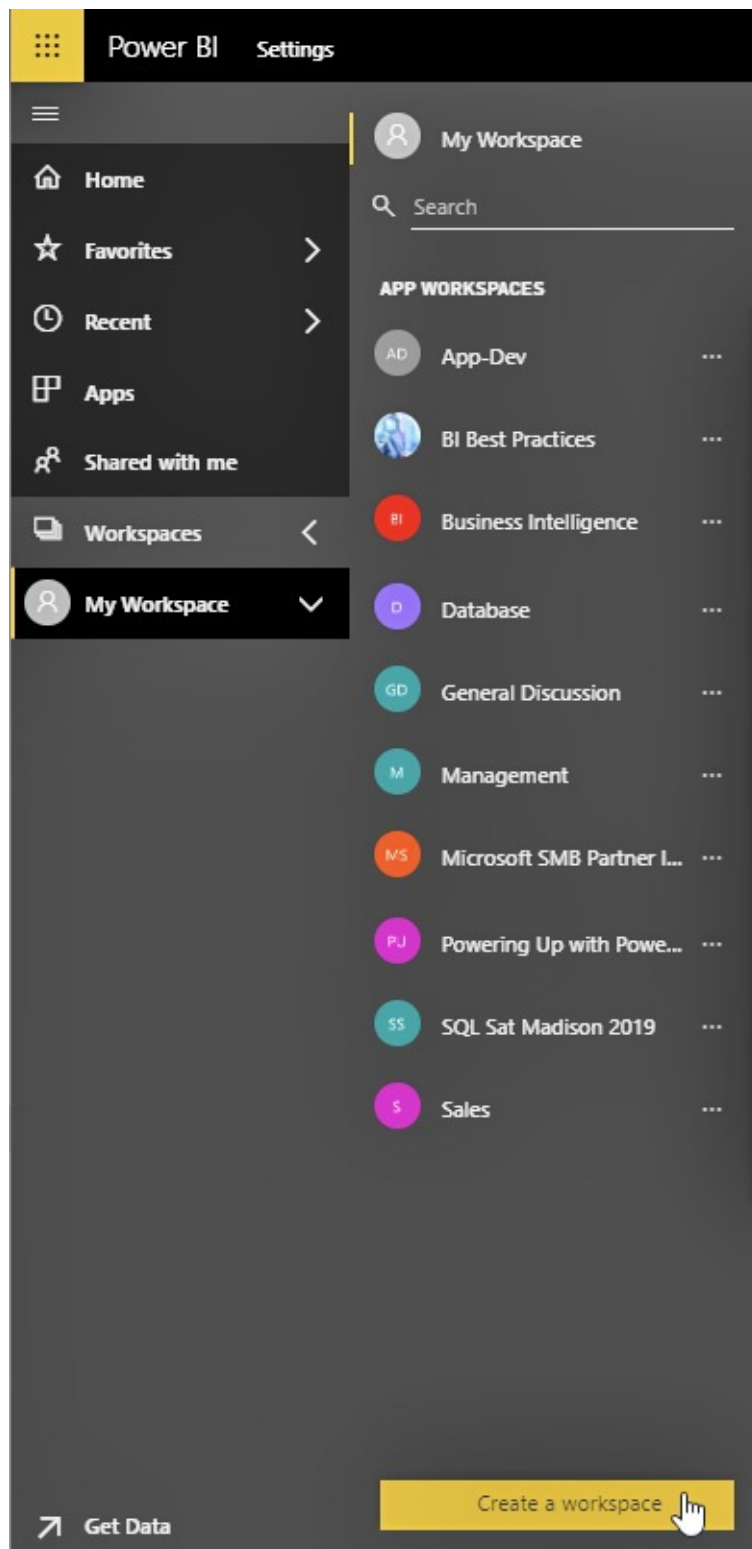 Power BI Settings
Home
Favorites
Recent
Apps
Shared with me
Workspaces
My Workspace
Get Data
My Workspace
Search
APP WORKSPACES
AD App-Dev ...
BI Best Practices ...
BI Business Intelligence ...
D Database ...
GD General Discussion ...
M Management ...
MS Microsoft SMB Partner I... ...
PU Powering Up with Powe... ...
SS SQL Sat Madison 2019 ...
S Sales ...
Create a workspace